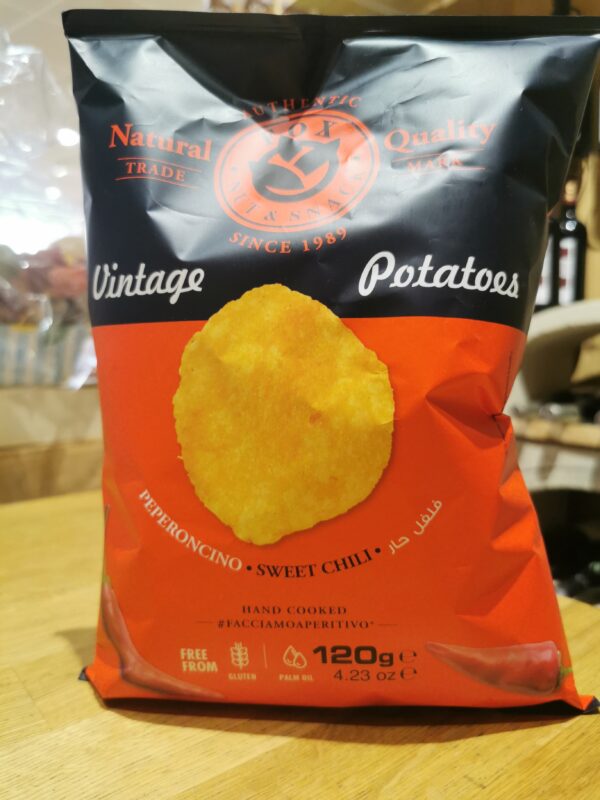 AUTHENTIC
FOX
Natural
TRADE
Quality
MARK
SINCE 1989
Vintage Potatoes
PEPERONCINO • SWEET CHILI • فلفل حار
HAND COOKED
#FACCIAMOAPERITIVO®
FREE FROM
GLUTEN
PALM OIL
120g e
4.23 oz e